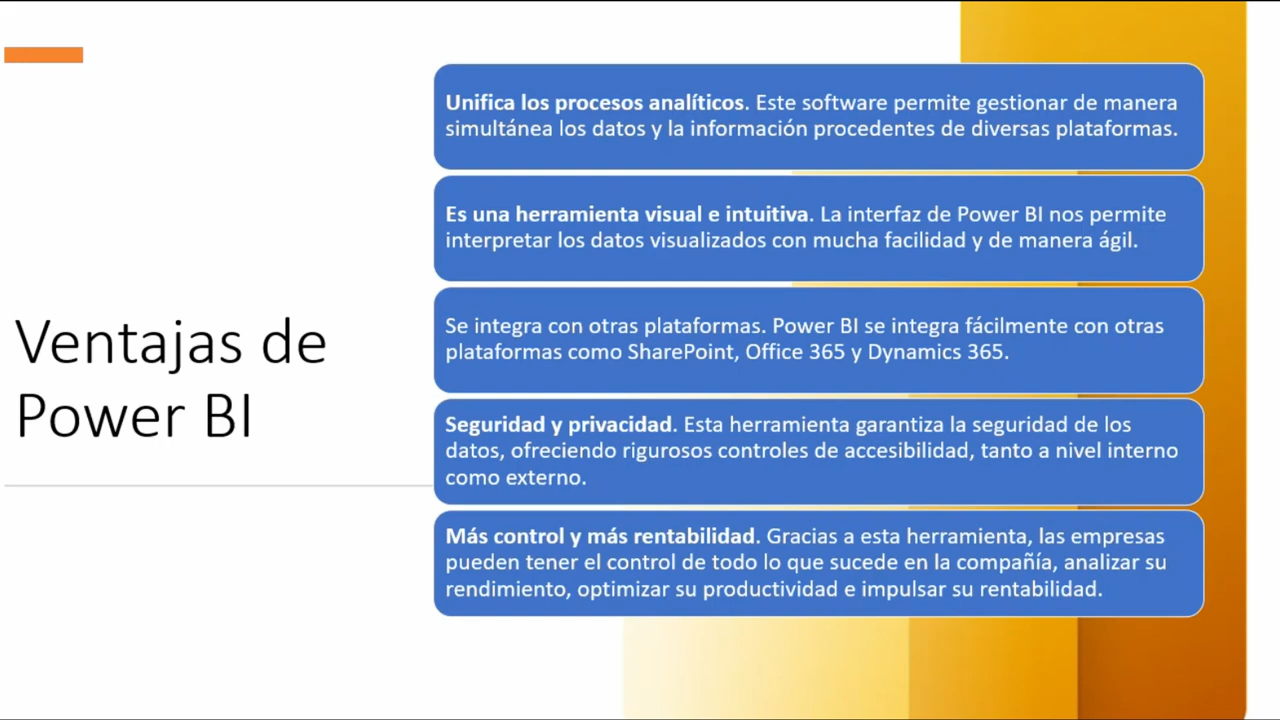 Ventajas de
Power BI
Unifica los procesos analíticos. Este software permite gestionar de manera
simultánea los datos y la información procedentes de diversas plataformas.
Es una herramienta visual e intuitiva. La interfaz de Power BI nos permite
interpretar los datos visualizados con mucha facilidad y de manera ágil.
Se integra con otras plataformas. Power BI se integra fácilmente con otras
plataformas como SharePoint, Office 365 y Dynamics 365.
Seguridad y privacidad. Esta herramienta garantiza la seguridad de los
datos, ofreciendo rigurosos controles de accesibilidad, tanto a nivel interno
como externo.
Más control y más rentabilidad. Gracias a esta herramienta, las empresas
pueden tener el control de todo lo que sucede en la compañía, analizar su
rendimiento, optimizar su productividad e impulsar su rentabilidad.